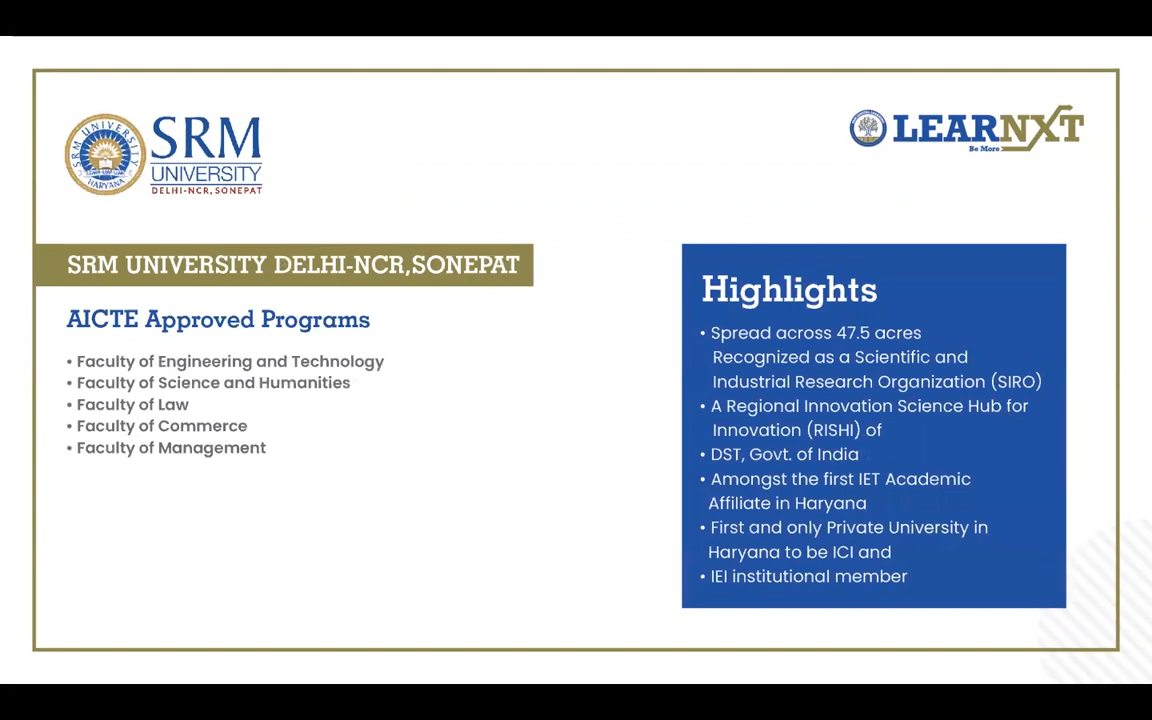 SRM UNIVERSITY HARYANA
SRM
UNIVERSITY
DELHI-NCR, SONEPAT
LEARNXT
Be More
SRM UNIVERSITY DELHI-NCR,SONEPAT
AICTE Approved Programs
• Faculty of Engineering and Technology
• Faculty of Science and Humanities
• Faculty of Law
• Faculty of Commerce
• Faculty of Management
Highlights
• Spread across 47.5 acres
Recognized as a Scientific and
Industrial Research Organization (SIRO)
• A Regional Innovation Science Hub for
Innovation (RISHI) of
• DST, Govt. of India
• Amongst the first IET Academic
Affiliate in Haryana
• First and only Private University in
Haryana to be ICI and
• IEI institutional member